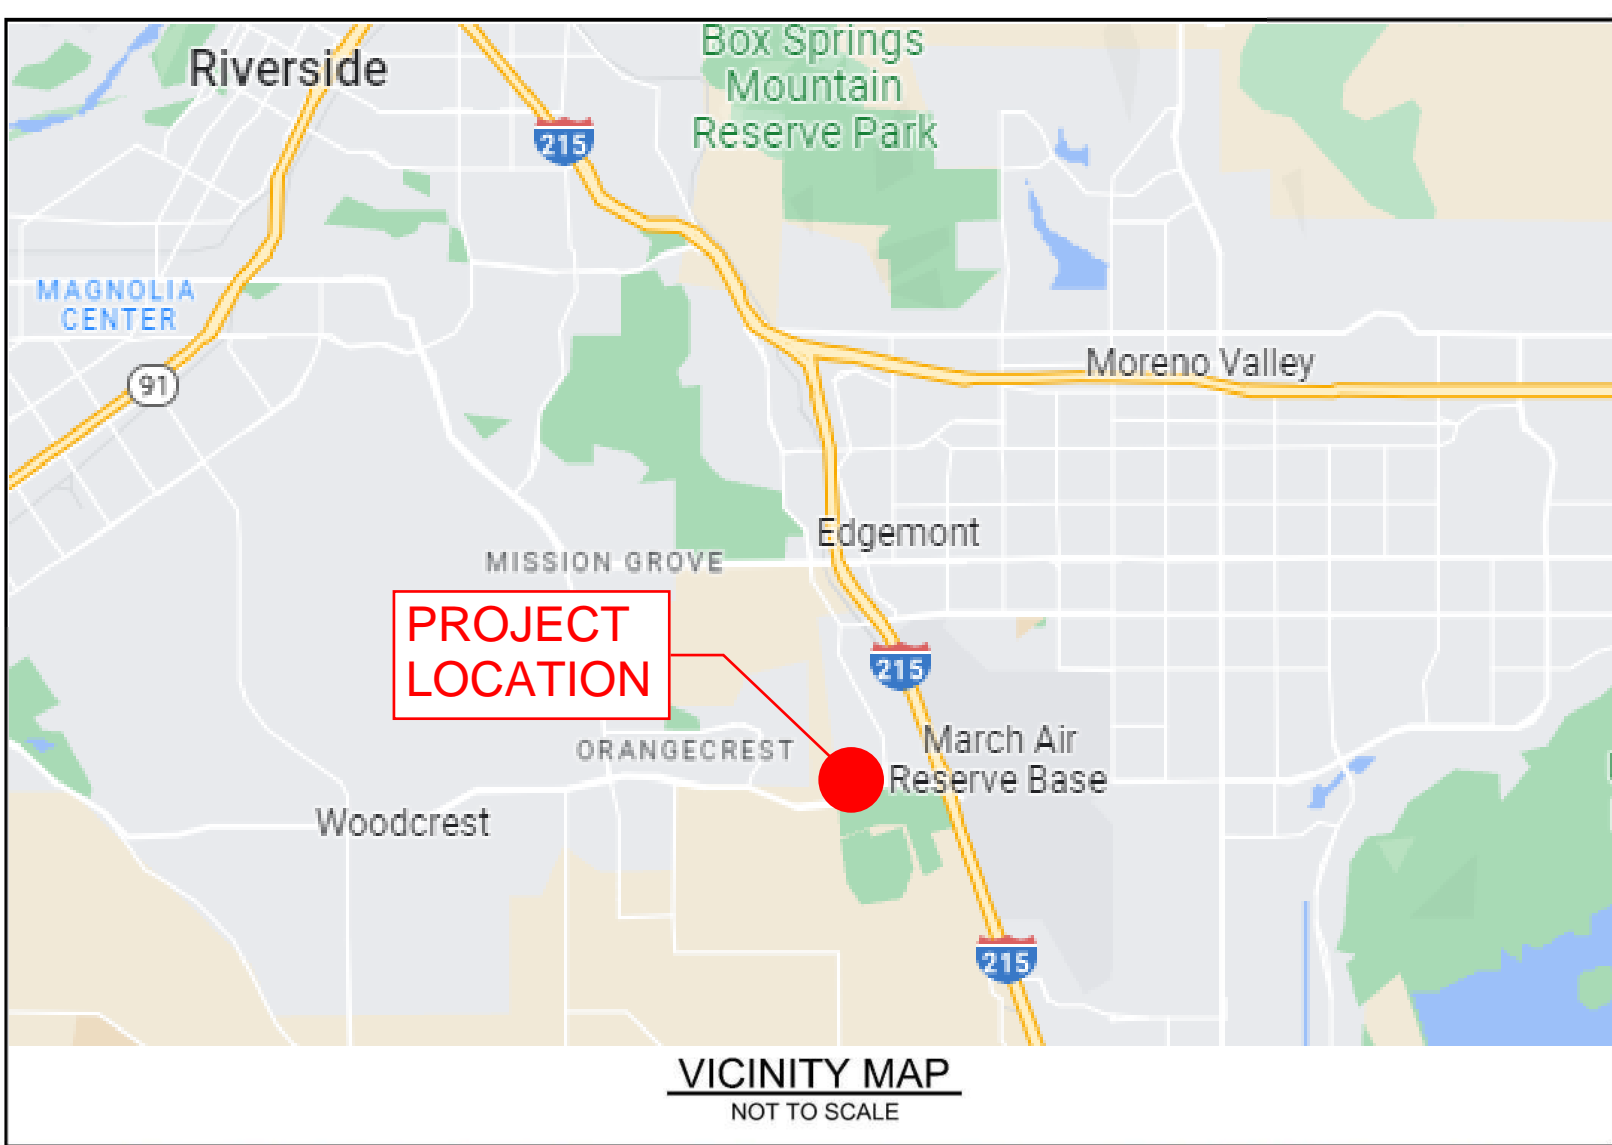 Box Springs
Mountain
Reserve Park
Riverside
215
MAGNOLIA
CENTER
91
Moreno Valley
Edgemont
MISSION GROVE
PROJECT
LOCATION
215
March Air
Reserve Base
ORANGECREST
Woodcrest
215
VICINITY MAP
NOT TO SCALE